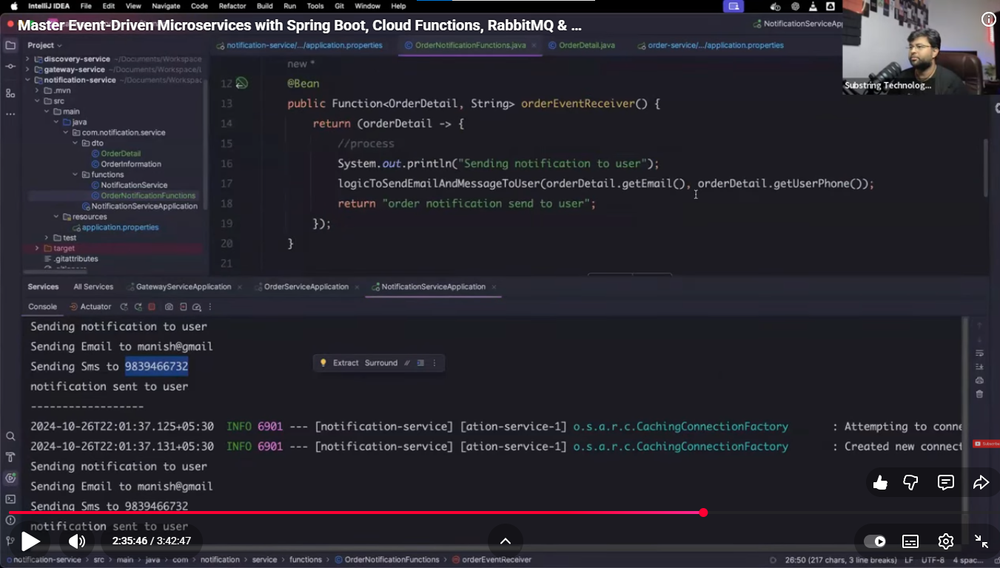 IntelliJ IDEA File Edit View Navigate Code Refactor Build Run Tools Git Window Help
Master Event-Driven Microservices with Spring Boot, Cloud Functions, RabbitMQ & ...
NotificationServiceApp
Project
notification-service/.../application.properties
OrderNotificationFunctions.java
OrderDetail.java
order-service/.../application.properties
Substring Technolog...
discovery-service ~/Documents/Workspace
gateway-service ~/Documents/Workspace/
notification-service ~/Documents/Workspac
.mvn
src
main
java
com.notification.service
dto
OrderDetail
OrderInformation
functions
NotificationService
OrderNotificationFunctions
NotificationServiceApplication
resources
application.properties
test
target
.gitattributes
new *
12 @Bean
13 public Function<OrderDetail, String> orderEventReceiver() {
14 return (orderDetail -> {
15 //process
16 System.out.println("Sending notification to user");
17 logicToSendEmailAndMessageToUser(orderDetail.getEmail(), orderDetail.getUserPhone());
18 return "order notification send to user";
19 });
20 }
21
Services All Services GatewayServiceApplication OrderServiceApplication NotificationServiceApplication
Console Actuator
Sending notification to user
Sending Email to manish@gmail
Sending Sms to 9839466732
Extract Surround
notification sent to user
------------------
2024-10-26T22:01:37.125+05:30 INFO 6901 --- [notification-service] [ation-service-1] o.s.a.r.c.CachingConnectionFactory : Attempting to conne
2024-10-26T22:01:37.131+05:30 INFO 6901 --- [notification-service] [ation-service-1] o.s.a.r.c.CachingConnectionFactory : Created new connect
Subscribe
Sending notification to user
Sending Email to manish@gmail
Sending Sms to 9839466732
notification sent to user
2:35:46 / 3:42:47
notification-service > src > main > java > com > notification > service > functions > OrderNotificationFunctions > orderEventReceiver
26:50 (217 chars, 3 line breaks) LF UTF-8 4 spac...